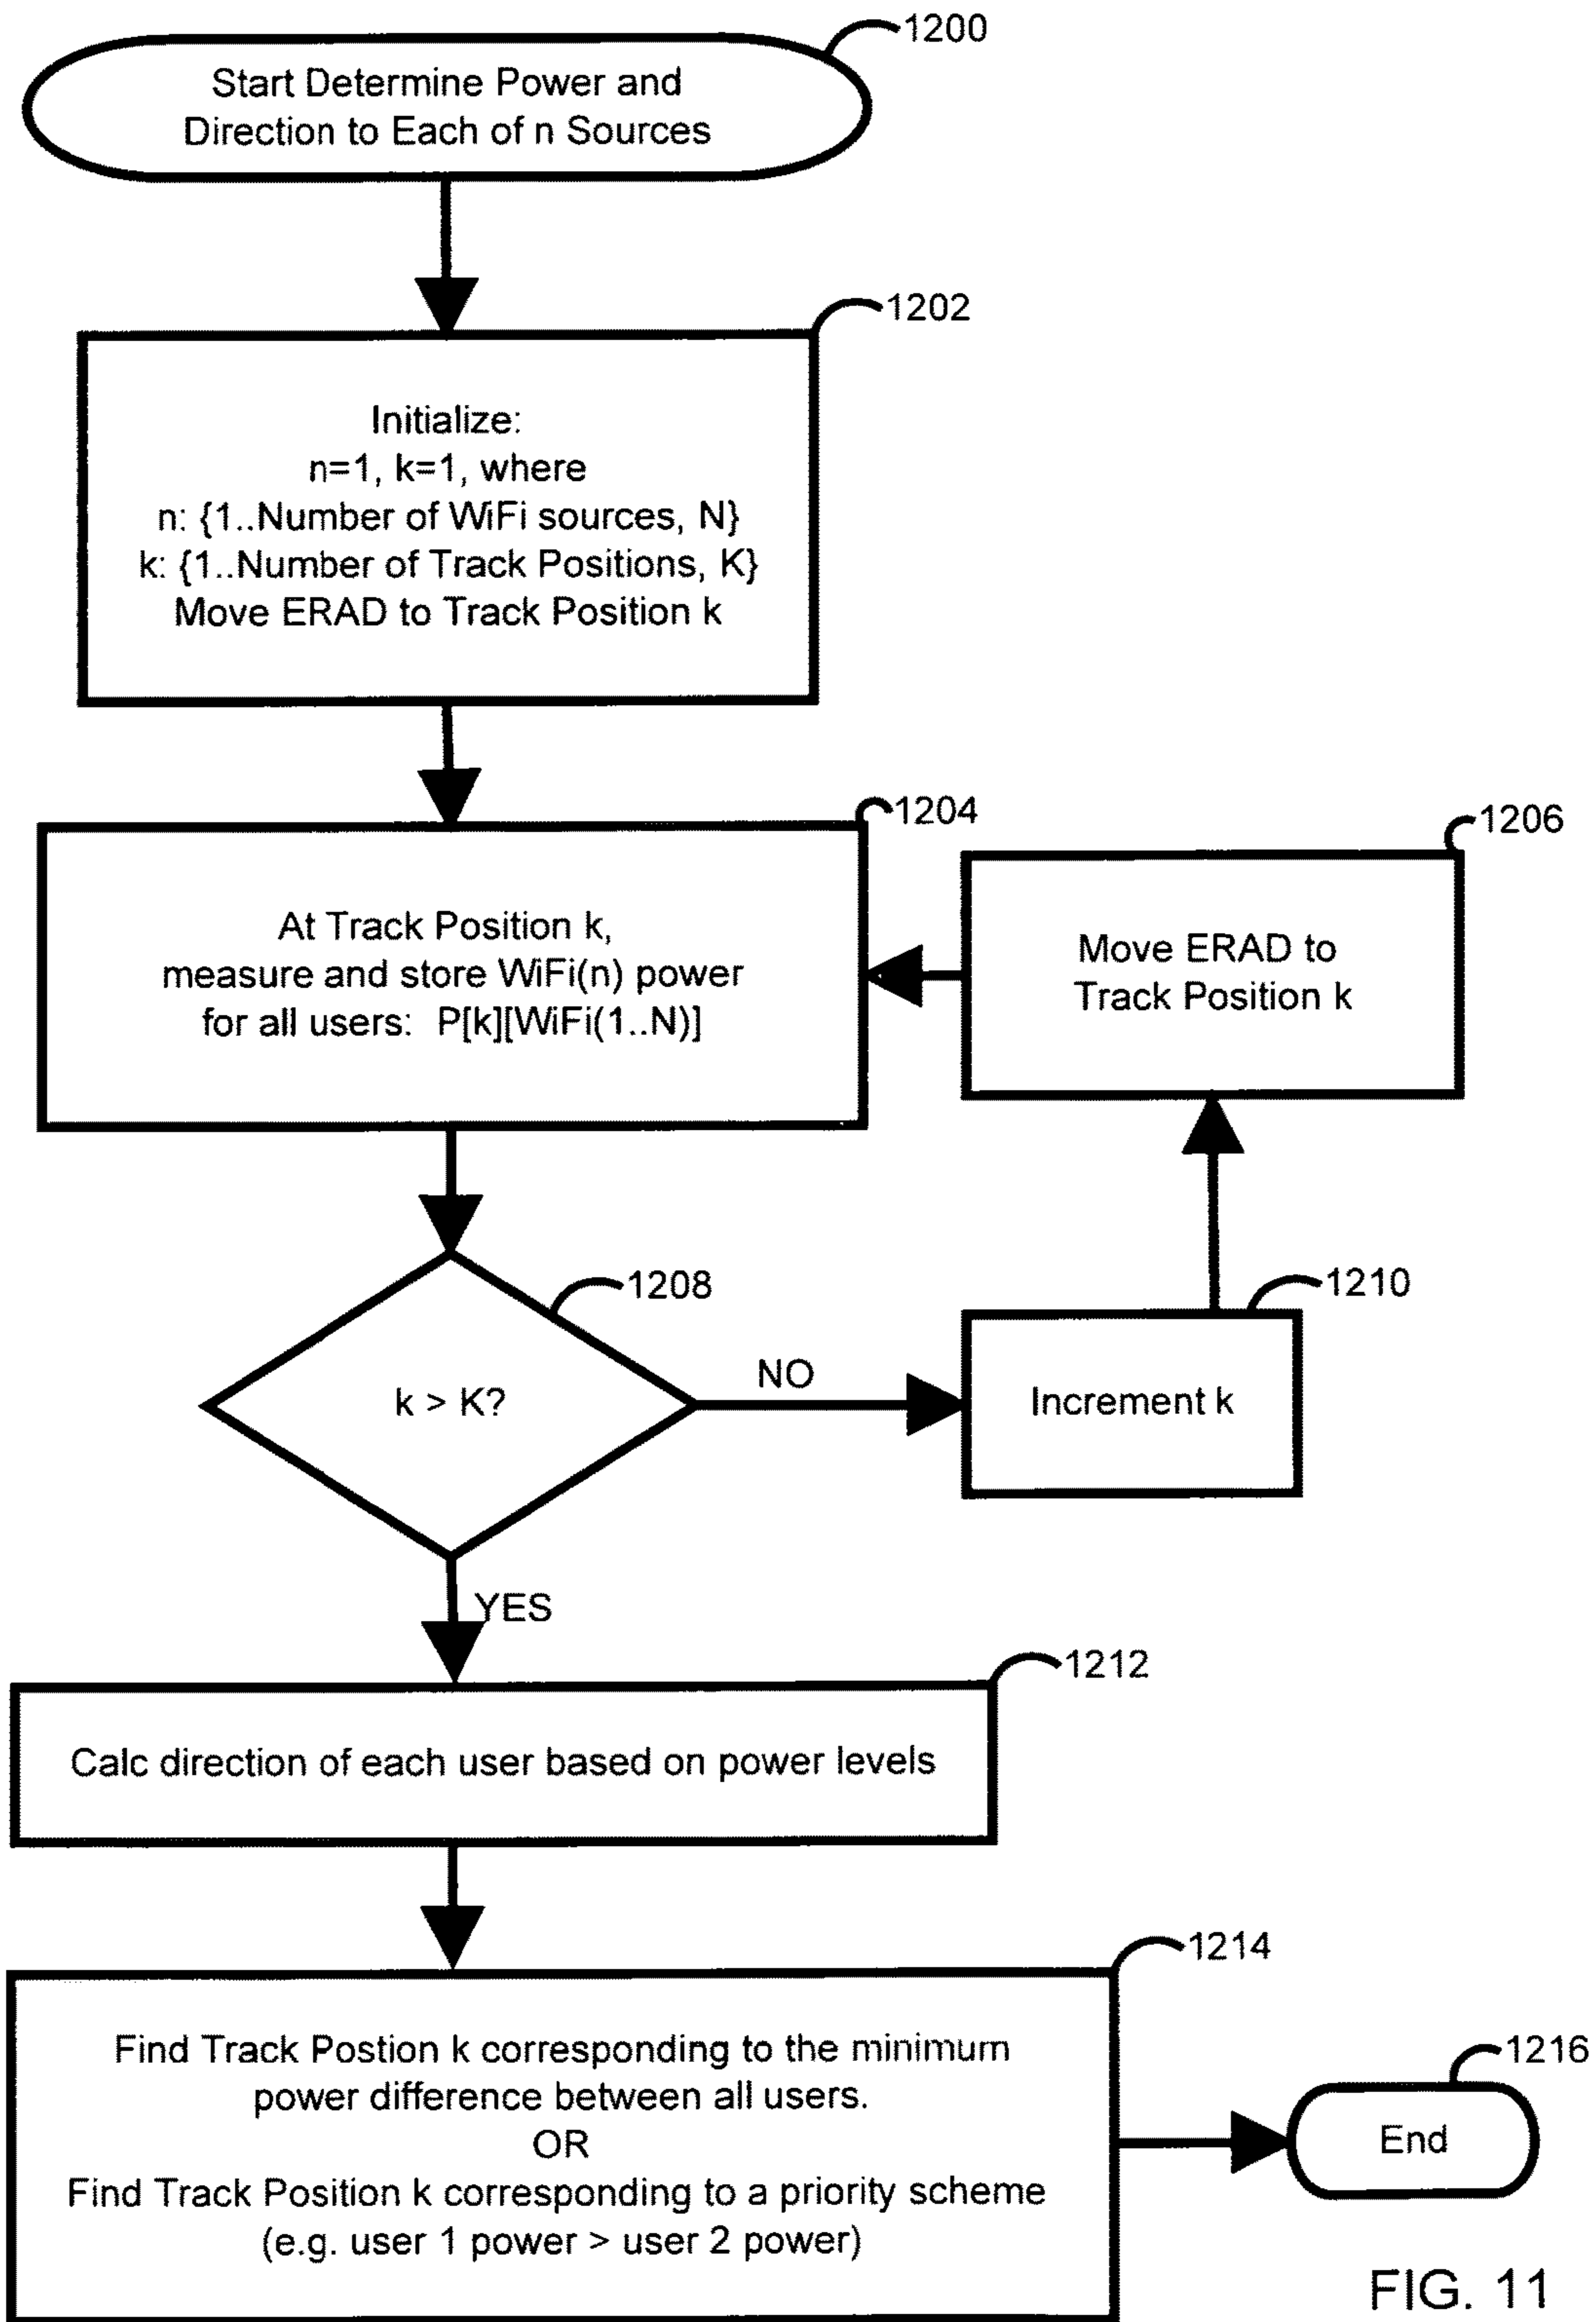 1200
Start Determine Power and
Direction to Each of n Sources
1202
Initialize:
n=1, k=1, where
n: {1..Number of WiFi sources, N}
k: {1..Number of Track Positions, K}
Move ERAD to Track Position k
1204
At Track Position k,
measure and store WiFi(n) power
for all users: P[k][WiFi(1..N)]
1206
Move ERAD to
Track Position k
1208
k > K?
NO
1210
Increment k
YES
1212
Calc direction of each user based on power levels
1214
Find Track Postion k corresponding to the minimum
power difference between all users.
OR
Find Track Position k corresponding to a priority scheme
(e.g. user 1 power > user 2 power)
1216
End
FIG. 11